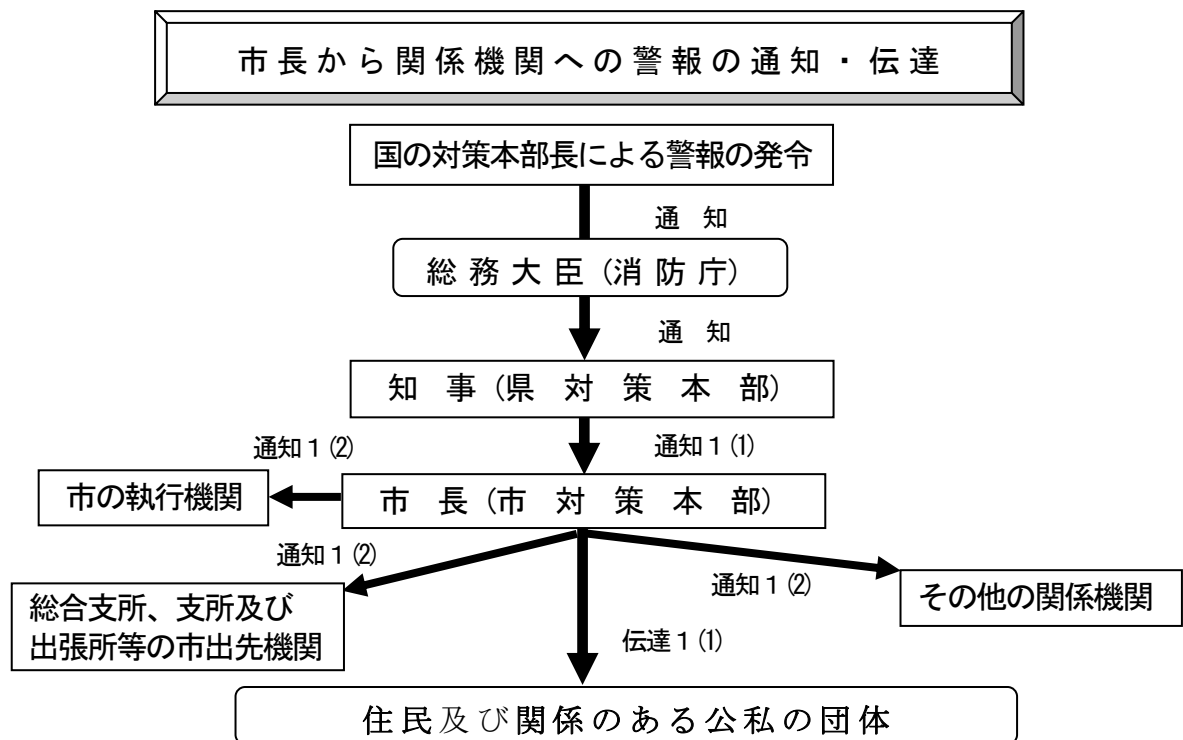 市長から関係機関への警報の通知・伝達
国の対策本部長による警報の発令
通 知
総務大臣(消防庁)
通 知
知 事(県 対 策 本 部)
通知1(2)
通知1(1)
市の執行機関
市 長(市 対 策 本 部)
通知1(2)
通知1(2)
その他の関係機関
総合支所、支所及び
出張所等の市出先機関
伝達1(1)
住民及び関係のある公私の団体